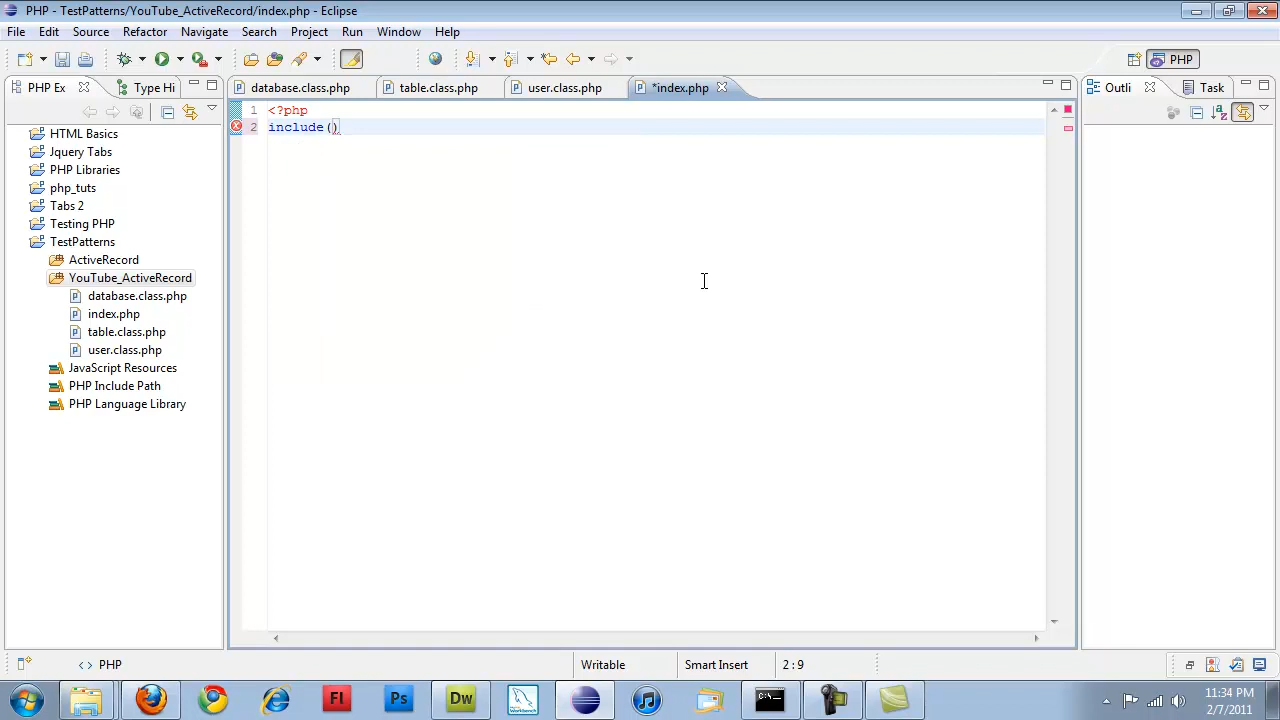 PHP - TestPatterns/YouTube_ActiveRecord/index.php - Eclipse
File Edit Source Refactor Navigate Search Project Run Window Help
PHP
PHP Ex Type Hi
database.class.php table.class.php user.class.php *index.php
Outli Task
HTML Basics
Jquery Tabs
PHP Libraries
php_tuts
Tabs 2
Testing PHP
TestPatterns
ActiveRecord
YouTube_ActiveRecord
database.class.php
index.php
table.class.php
user.class.php
JavaScript Resources
PHP Include Path
PHP Language Library
1 <?php
2 include()
<> PHP Writable Smart Insert 2 : 9
Fl Ps Dw Workbench C:\.
11:34 PM
2/7/2011